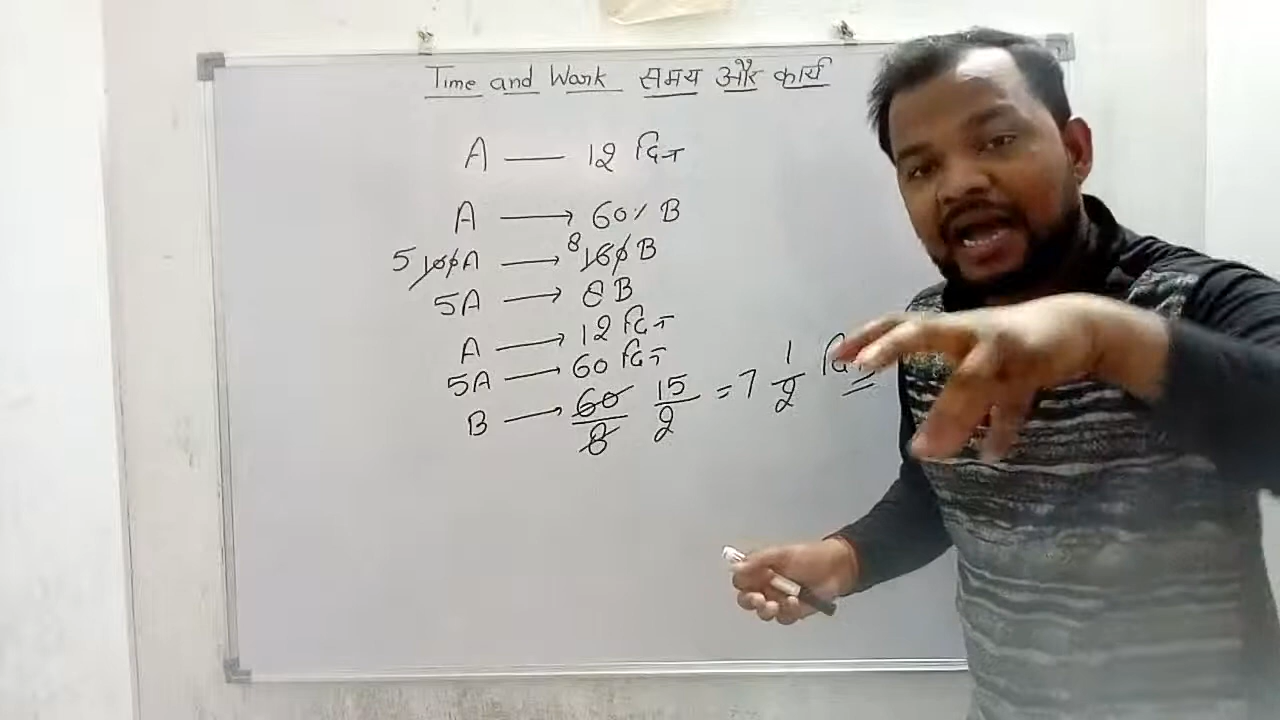 Time and Work समय और कार्य
A — 12 दिन
A → 60% B
5 100A → 8 160 B
5A → 8 B
A → 12 दिन
5A → 60 दिन
B → 60/8 15/2 = 7 1/2 दिन